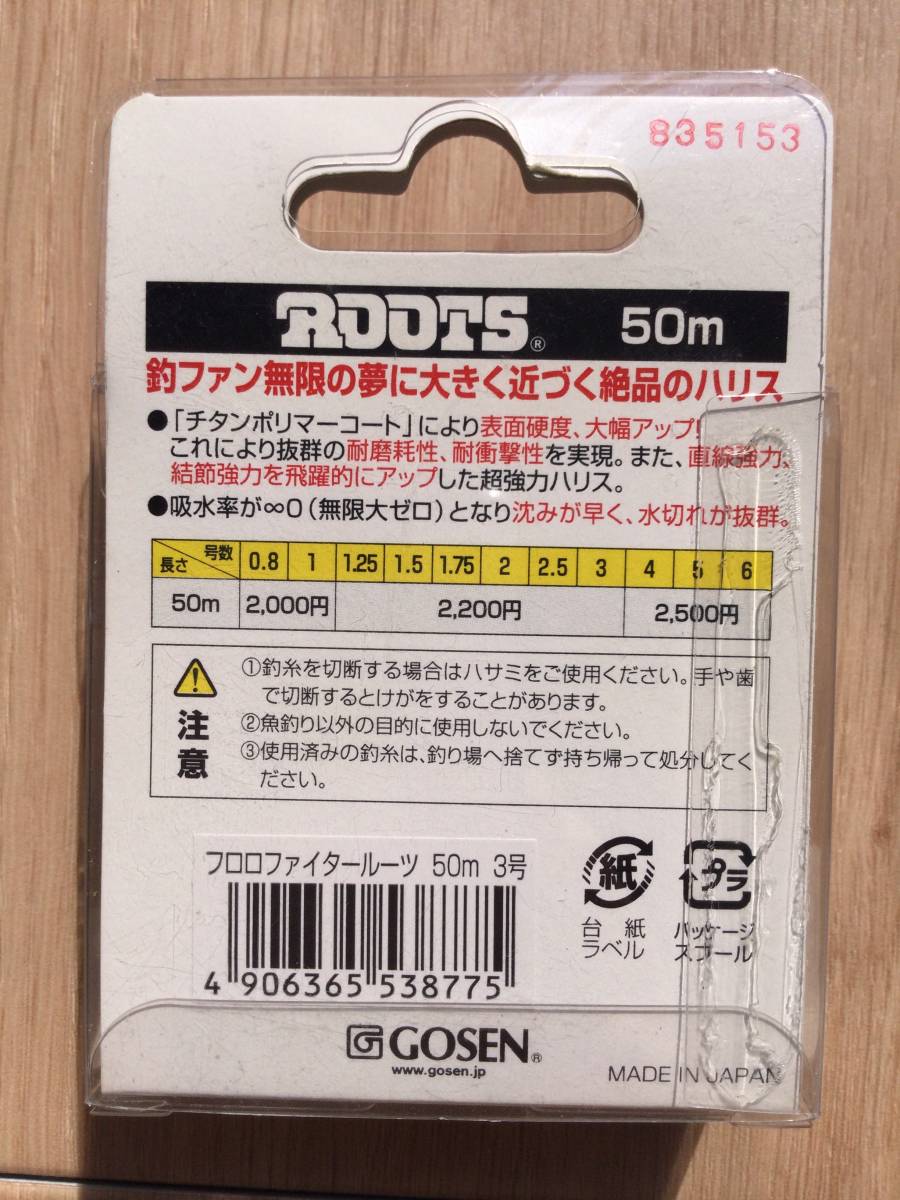 835153
ROOTS® 50m
釣ファン無限の夢に大きく近づく絶品のハリス
●「チタンポリマーコート」により表面硬度、大幅アップ!
これにより抜群の耐磨耗性、耐衝撃性を実現。また、直線強力、
結節強力を飛躍的にアップした超強力ハリス。
●吸水率が∞0(無限大ゼロ)となり沈みが早く、水切れが抜群。
長さ 号数 0.8 1 1.25 1.5 1.75 2 2.5 3 4 5 6
50m 2,000円 2,200円 2,500円
注意
①釣糸を切断する場合はハサミをご使用ください。手や歯
で切断するとけがをすることがあります。
②魚釣り以外の目的に使用しないでください。
③使用済みの釣糸は、釣り場へ捨てず持ち帰って処分してく
ださい。
フロロファイタールーツ 50m 3号
4 906365 538775
紙
台紙
ラベル
プラ
パッケージ
スプール
GOSEN®
www.gosen.jp
MADE IN JAPAN